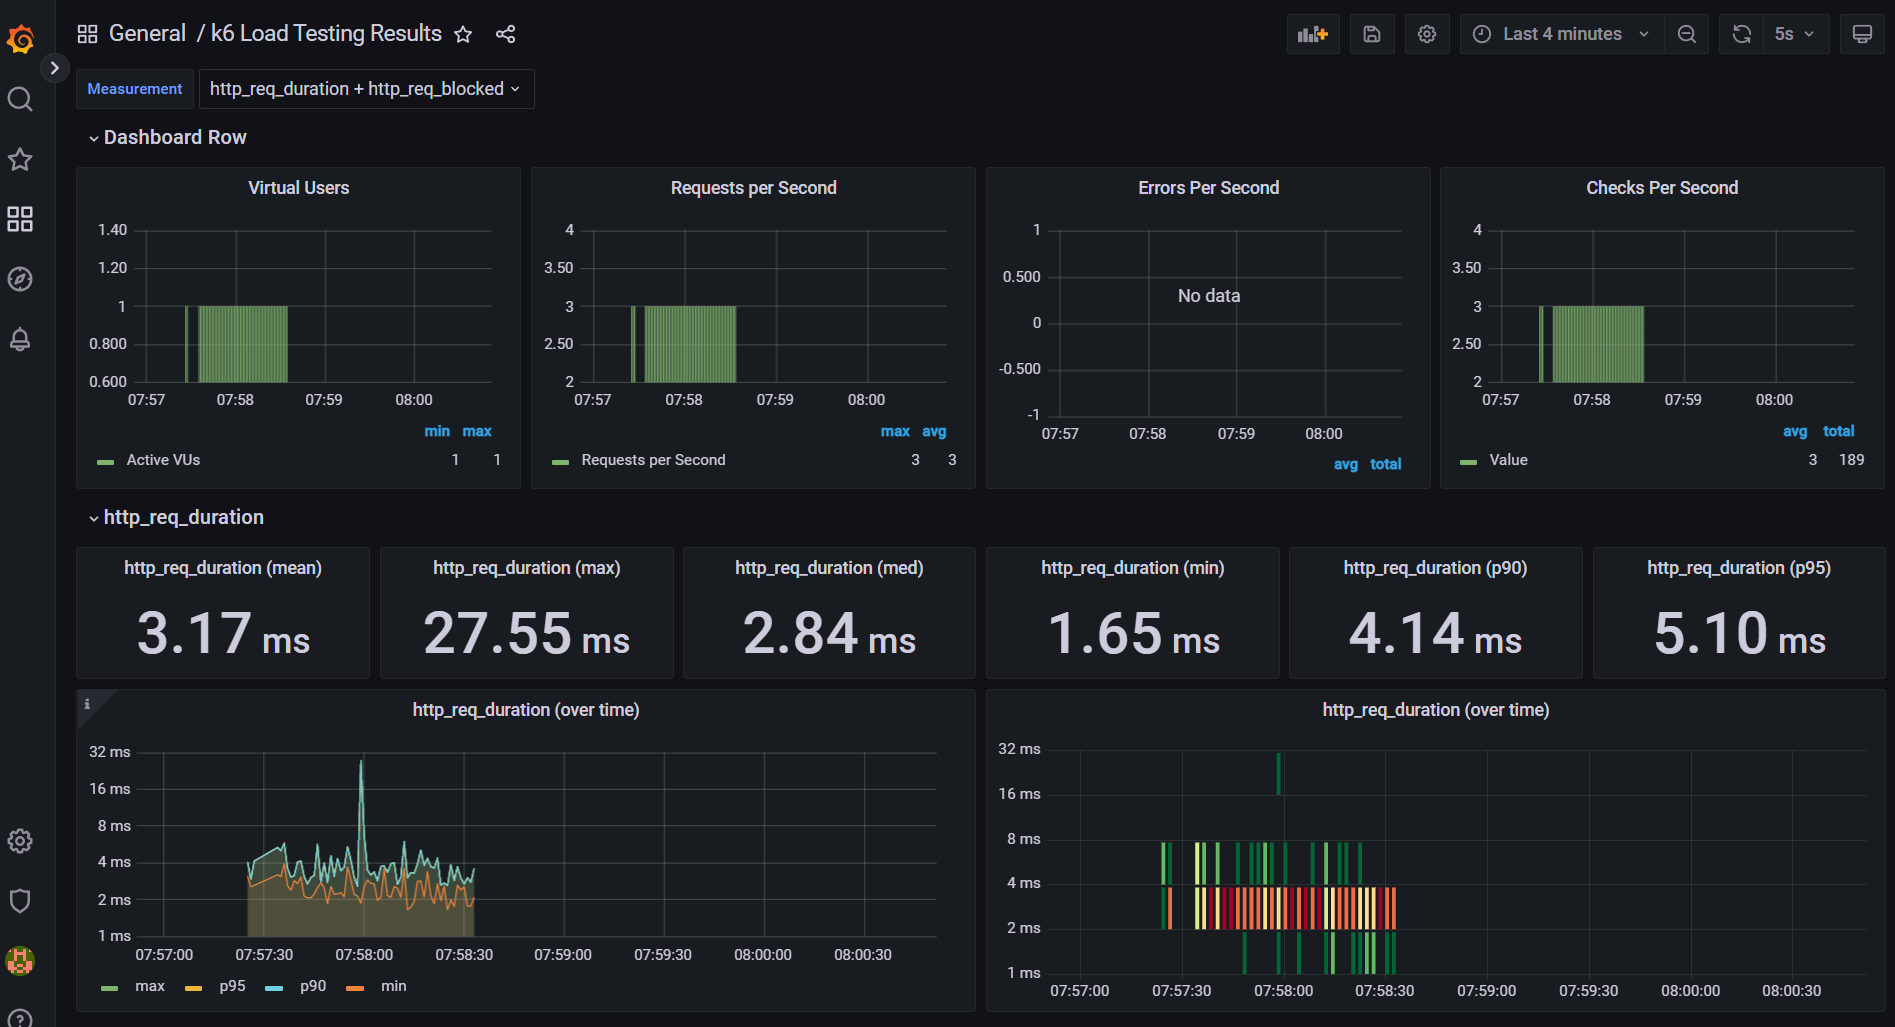 General / k6 Load Testing Results
Last 4 minutes
5s
Measurement
http_req_duration + http_req_blocked
Dashboard Row
Virtual Users
1.40
1.20
1
0.800
0.600
07:57 07:58 07:59 08:00
min max
Active VUs 1 1
Requests per Second
4
3.50
3
2.50
2
07:57 07:58 07:59 08:00
max avg
Requests per Second 3 3
Errors Per Second
1
0.500
0
-0.500
-1
No data
07:57 07:58 07:59 08:00
avg total
Checks Per Second
4
3.50
3
2.50
2
07:57 07:58 07:59 08:00
avg total
Value 3 189
http_req_duration
http_req_duration (mean)
3.17 ms
http_req_duration (max)
27.55 ms
http_req_duration (med)
2.84 ms
http_req_duration (min)
1.65 ms
http_req_duration (p90)
4.14 ms
http_req_duration (p95)
5.10 ms
i
http_req_duration (over time)
32 ms
16 ms
8 ms
4 ms
2 ms
1 ms
07:57:00 07:57:30 07:58:00 07:58:30 07:59:00 07:59:30 08:00:00 08:00:30
max p95 p90 min
http_req_duration (over time)
32 ms
16 ms
8 ms
4 ms
2 ms
1 ms
07:57:00 07:57:30 07:58:00 07:58:30 07:59:00 07:59:30 08:00:00 08:00:30